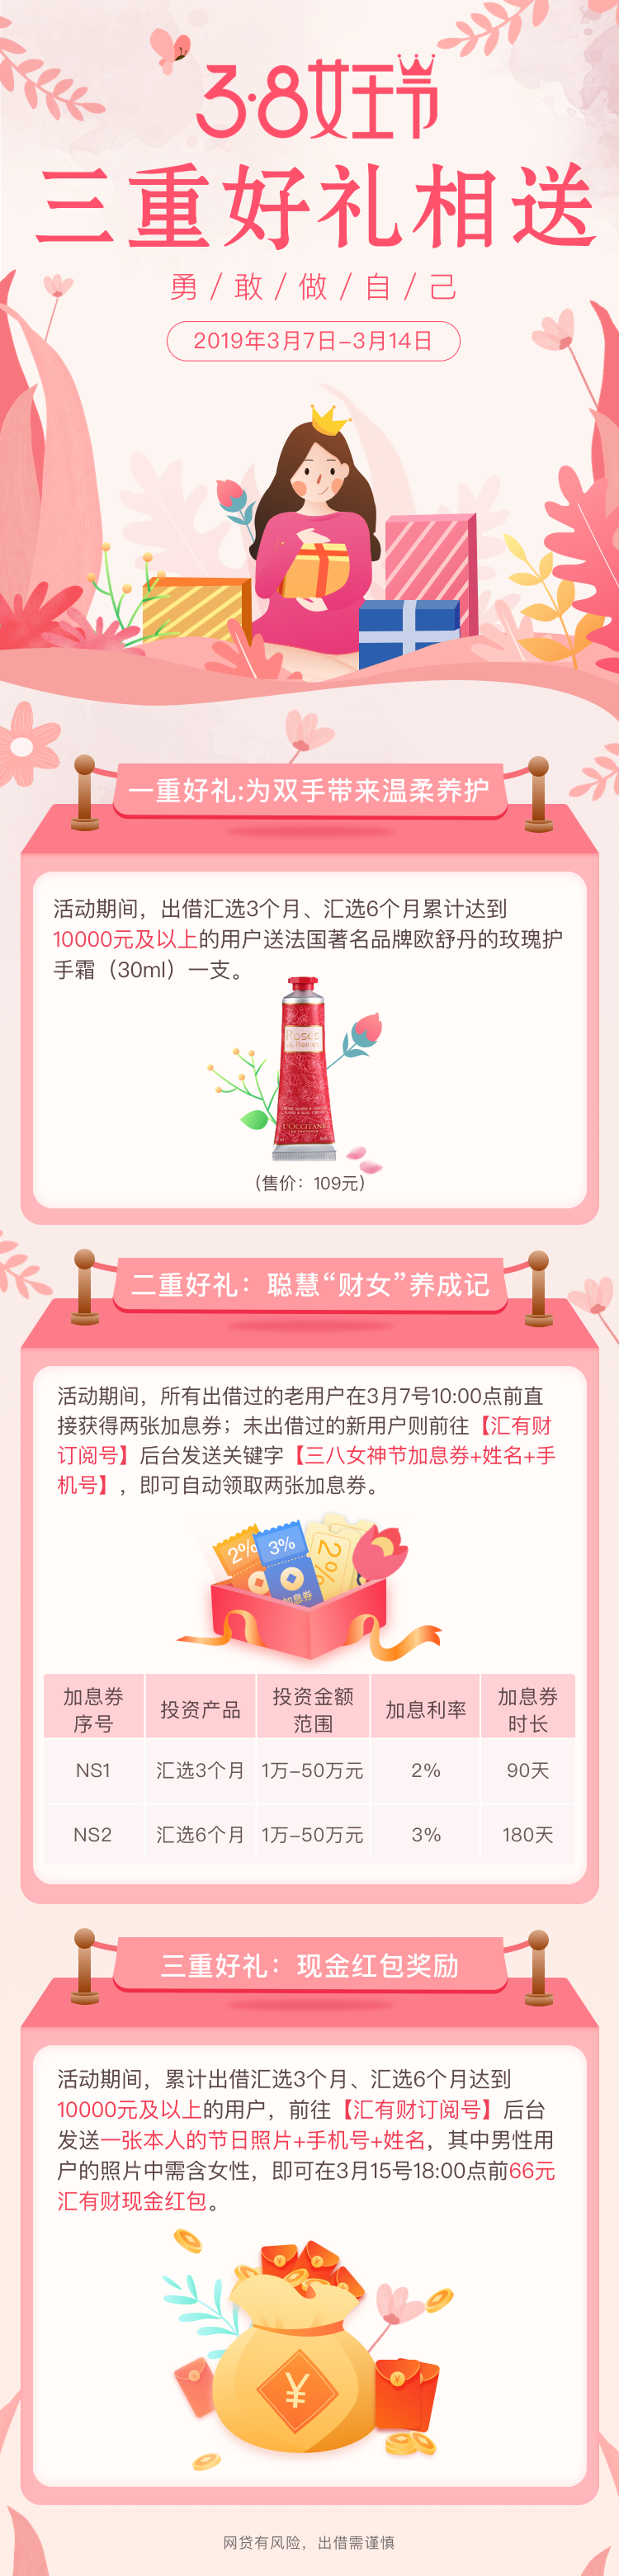 3·8女王节
三重好礼相送
勇/敢/做/自/己
2019年3月7日-3月14日
一重好礼:为双手带来温柔养护
活动期间，出借汇选3个月、汇选6个月累计达到
10000元及以上的用户送法国著名品牌欧舒丹的玫瑰护
手霜（30ml）一支。
Roses
et Reines
L'OCCITANE
EN PROVENCE
(售价：109元)
二重好礼：聪慧“财女”养成记
活动期间，所有出借过的老用户在3月7号10:00点前直
接获得两张加息券；未出借过的新用户则前往【汇有财
订阅号】后台发送关键字【三八女神节加息券+姓名+手
机号】，即可自动领取两张加息券。
2% 3% 2%
加息券
加息券序号 投资产品 投资金额范围 加息利率 加息券时长
NS1 汇选3个月 1万-50万元 2% 90天
NS2 汇选6个月 1万-50万元 3% 180天
三重好礼：现金红包奖励
活动期间，累计出借汇选3个月、汇选6个月达到
10000元及以上的用户，前往【汇有财订阅号】后台
发送一张本人的节日照片+手机号+姓名，其中男性用
户的照片中需含女性，即可在3月15号18:00点前66元
汇有财现金红包。
¥
网贷有风险，出借需谨慎